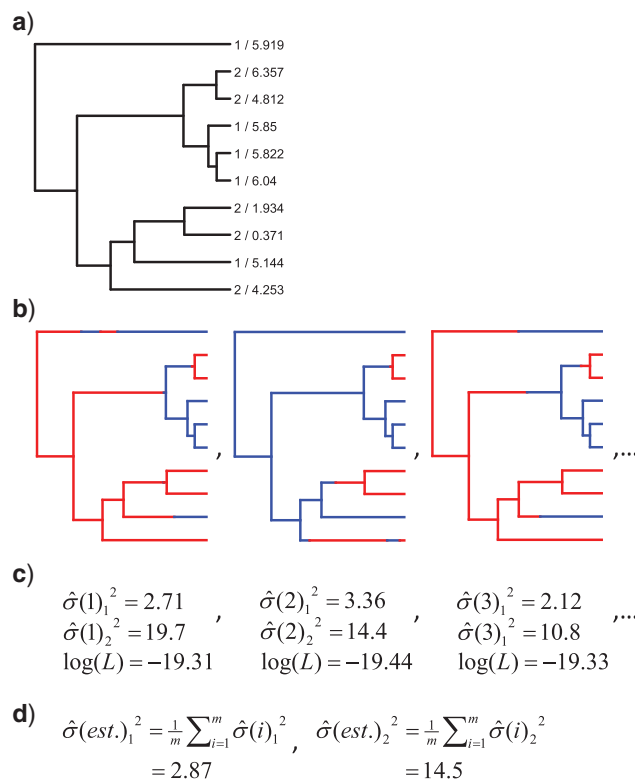 a)
1 / 5.919
2 / 6.357
2 / 4.812
1 / 5.85
1 / 5.822
1 / 6.04
2 / 1.934
2 / 0.371
1 / 5.144
2 / 4.253
b)
, , ,...
c)
σ̂(1)₁² = 2.71 , σ̂(2)₁² = 3.36 , σ̂(3)₁² = 2.12 ,...
σ̂(1)₂² = 19.7 σ̂(2)₂² = 14.4 σ̂(3)₁² = 10.8
log(L) = −19.31 log(L) = −19.44 log(L) = −19.33
d)
σ̂(est.)₁² = 1/m ∑ᵢ₌₁ᵐ σ̂(i)₁² , σ̂(est.)₂² = 1/m ∑ᵢ₌₁ᵐ σ̂(i)₂²
= 2.87 = 14.5